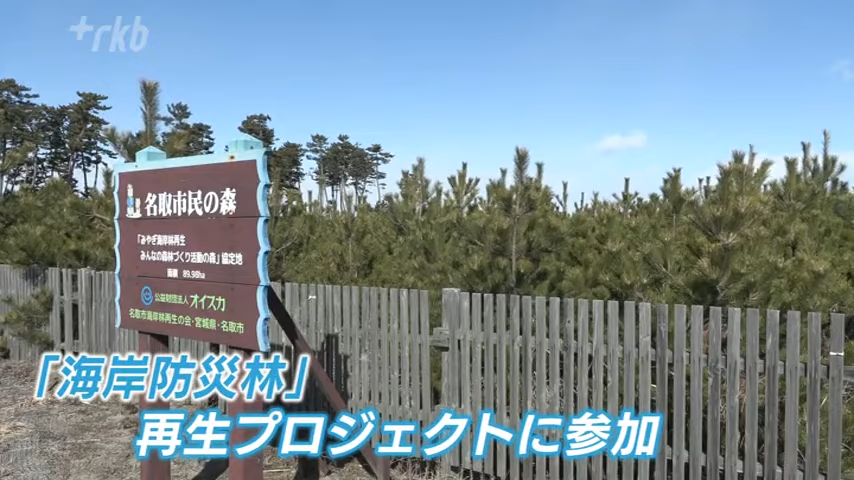 +rkb
名取市民の森
「みやぎ海岸林再生
みんなの森林づくり活動の森」協定地
面積 89.98ha
公益財団法人 オイスカ
名取市海岸林再生の会・宮城県・名取市
「海岸防災林」
再生プロジェクトに参加